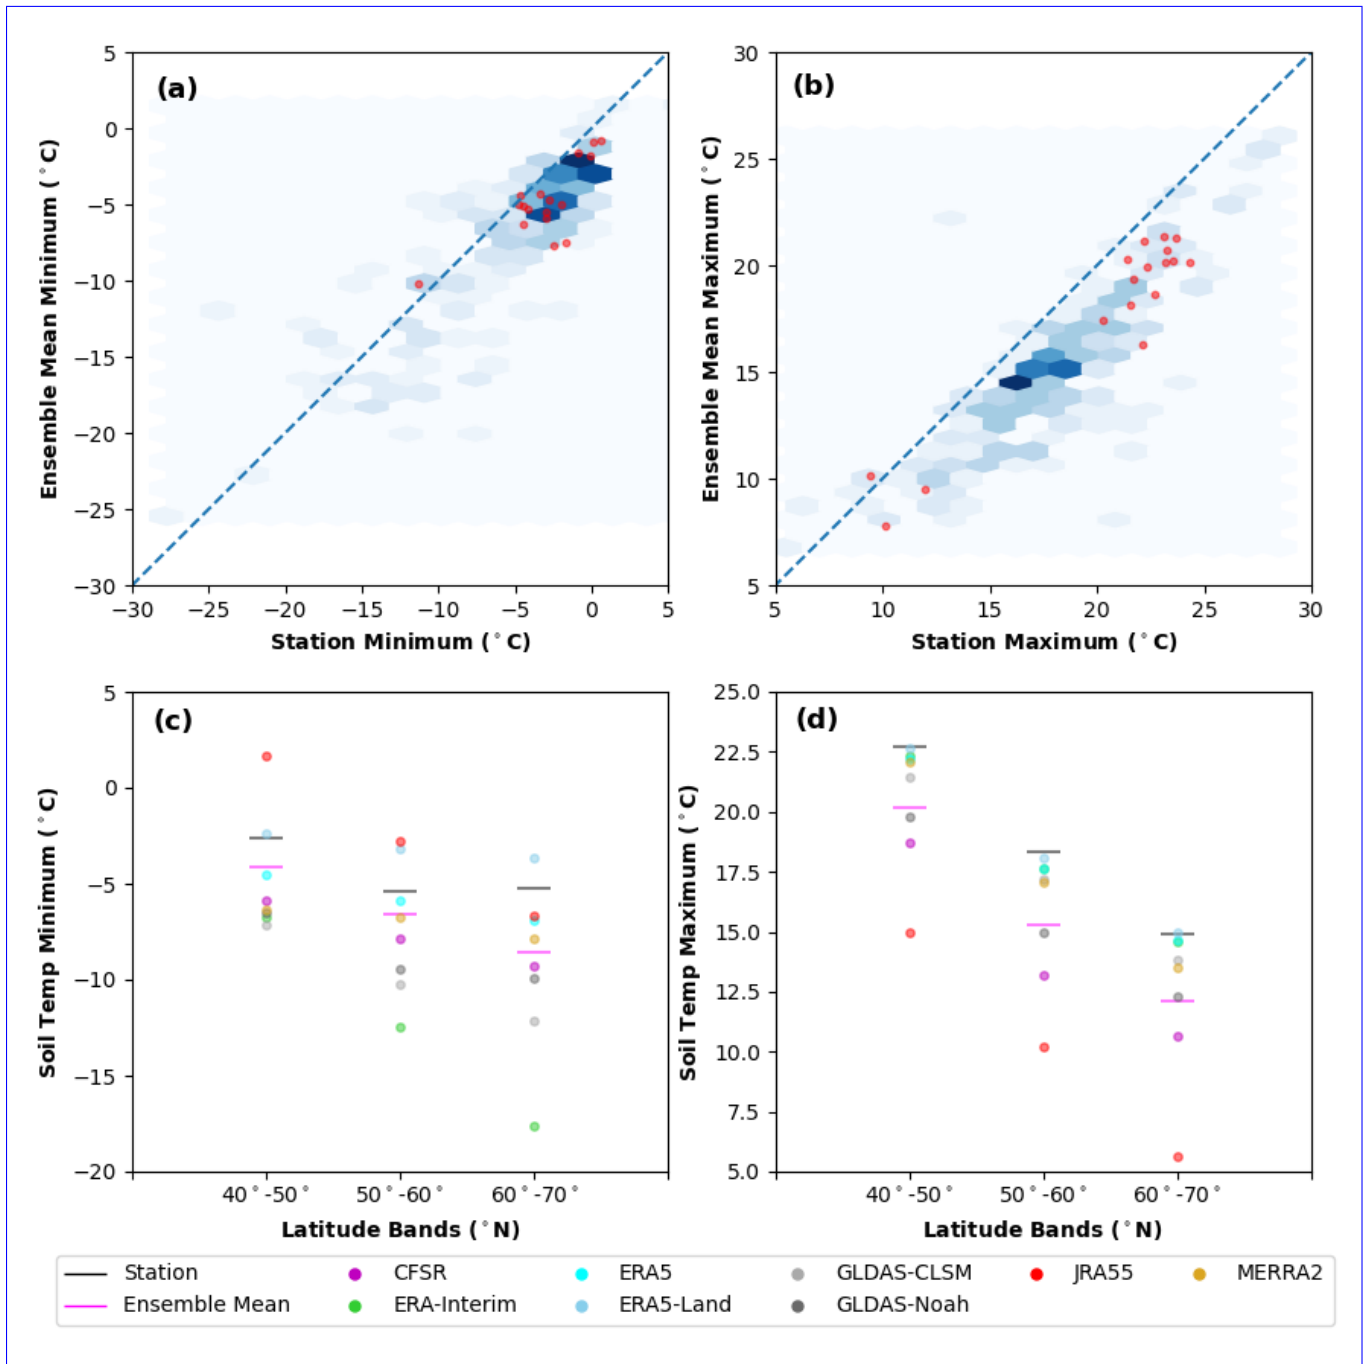 (a)
5
0
−5
−10
−15
−20
−25
−30
Ensemble Mean Minimum (°C)
−30 −25 −20 −15 −10 −5 0 5
Station Minimum (°C)
(b)
30
25
20
15
10
5
Ensemble Mean Maximum (°C)
5 10 15 20 25 30
Station Maximum (°C)
(c)
5
0
−5
−10
−15
−20
Soil Temp Minimum (°C)
40°-50° 50°-60° 60°-70°
Latitude Bands (°N)
(d)
25.0
22.5
20.0
17.5
15.0
12.5
10.0
7.5
5.0
Soil Temp Maximum (°C)
40°-50° 50°-60° 60°-70°
Latitude Bands (°N)
Station CFSR ERA5 GLDAS-CLSM JRA55 MERRA2
Ensemble Mean ERA-Interim ERA5-Land GLDAS-Noah